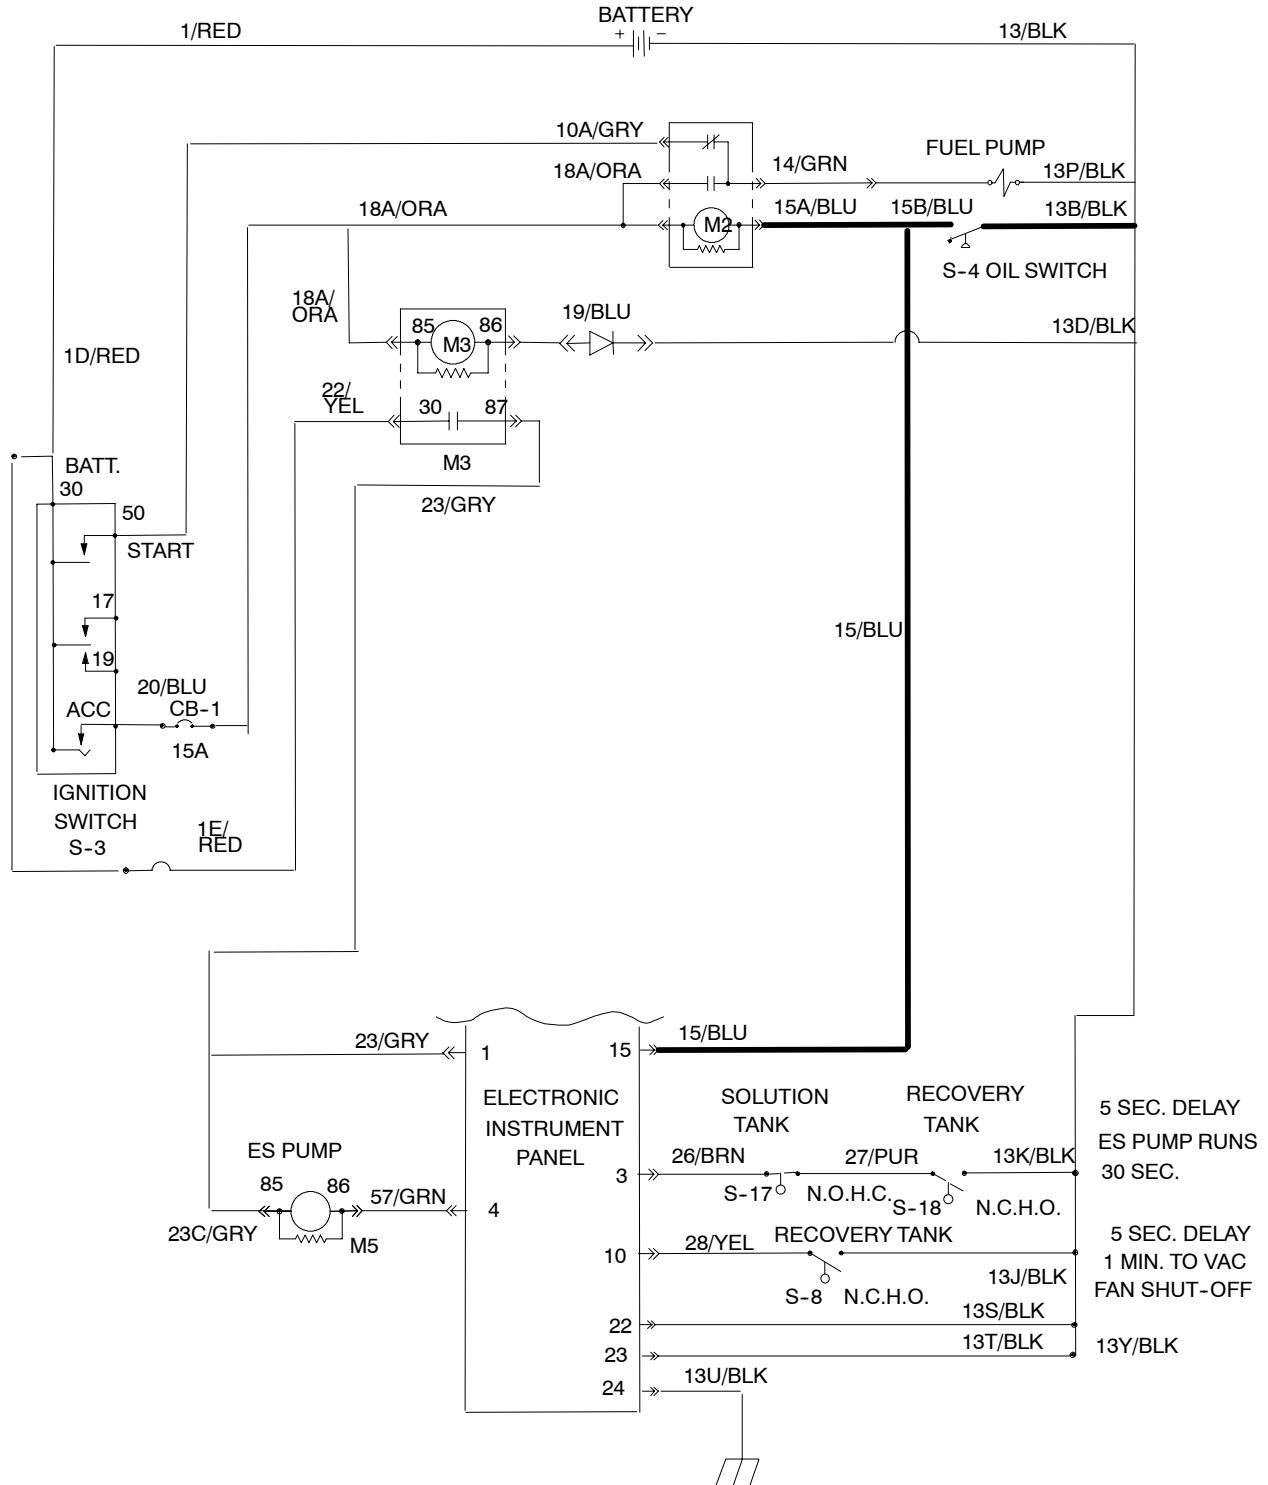 BATTERY
1/RED
+ −
13/BLK
10A/GRY
FUEL PUMP
18A/ORA
14/GRN
13P/BLK
18A/ORA
M2
15A/BLU
15B/BLU
13B/BLK
S-4 OIL SWITCH
18A/
ORA
85
M3
86
19/BLU
13D/BLK
1D/RED
22/
YEL
30
87
M3
BATT.
30
23/GRY
50
START
17
15/BLU
19
20/BLU
ACC
CB-1
15A
IGNITION
SWITCH
S-3
1E/
RED
23/GRY
1
15
15/BLU
ELECTRONIC
INSTRUMENT
PANEL
SOLUTION
TANK
RECOVERY
TANK
5 SEC. DELAY
ES PUMP RUNS
30 SEC.
ES PUMP
3
26/BRN
27/PUR
13K/BLK
S-17
N.O.H.C.
S-18
N.C.H.O.
85
86
57/GRN
4
23C/GRY
M5
RECOVERY TANK
10
28/YEL
5 SEC. DELAY
1 MIN. TO VAC
FAN SHUT-OFF
13J/BLK
S-8
N.C.H.O.
22
13S/BLK
23
13T/BLK
13Y/BLK
24
13U/BLK